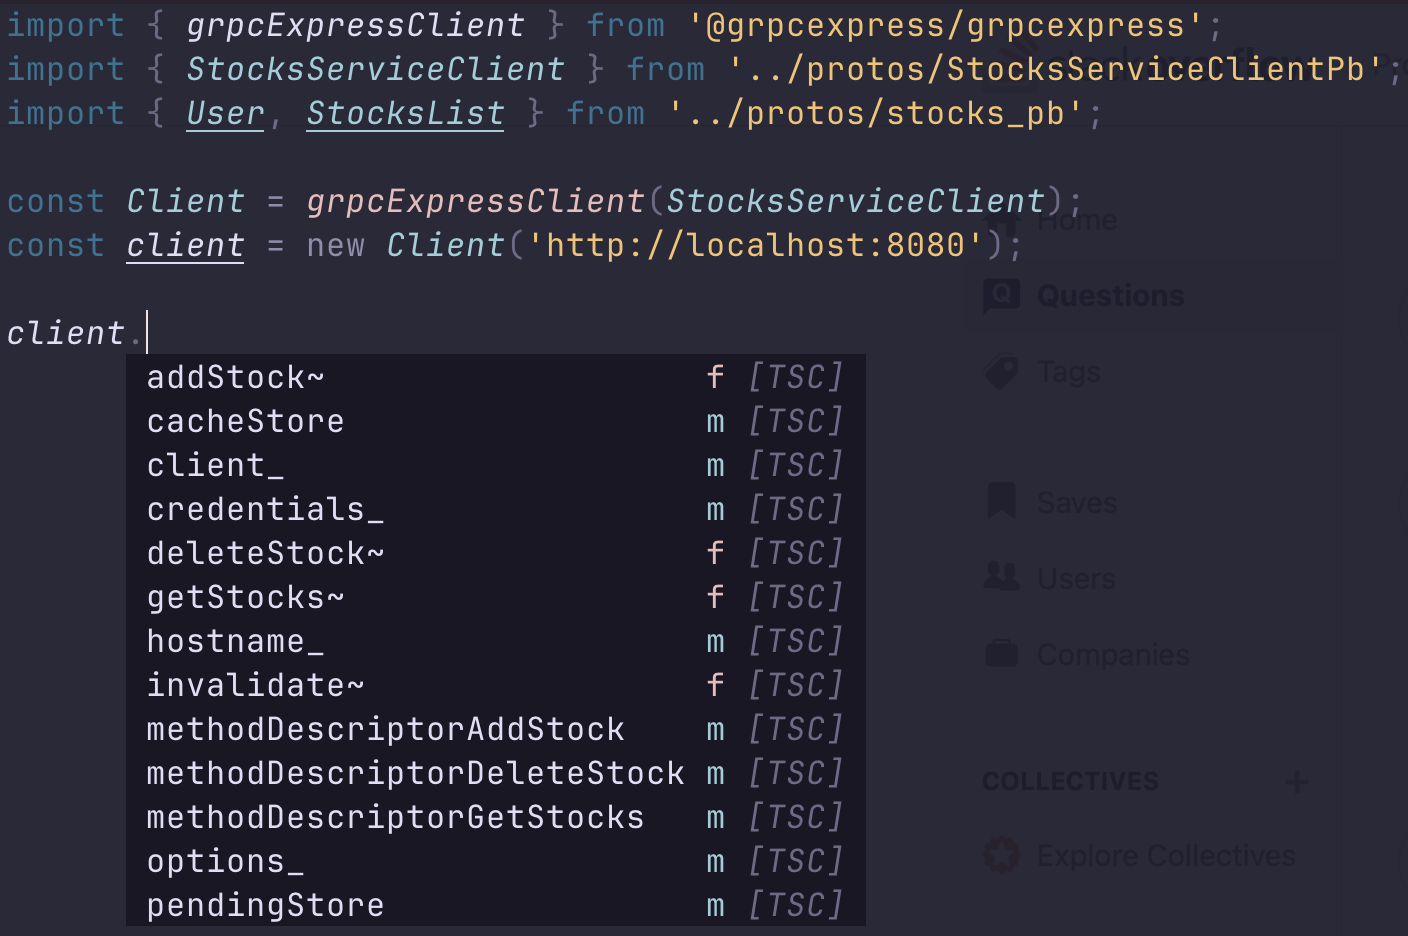 import { grpcExpressClient } from '@grpcexpress/grpcexpress';
import { StocksServiceClient } from '../protos/StocksServiceClientPb';
import { User, StocksList } from '../protos/stocks_pb';
const Client = grpcExpressClient(StocksServiceClient);
const client = new Client('http://localhost:8080');
client.
addStock~ f [TSC]
cacheStore m [TSC]
client_ m [TSC]
credentials_ m [TSC]
deleteStock~ f [TSC]
getStocks~ f [TSC]
hostname_ m [TSC]
invalidate~ f [TSC]
methodDescriptorAddStock m [TSC]
methodDescriptorDeleteStock m [TSC]
methodDescriptorGetStocks m [TSC]
options_ m [TSC]
pendingStore m [TSC]
Home
Questions
Tags
Saves
Users
Companies
COLLECTIVES +
Explore Collectives